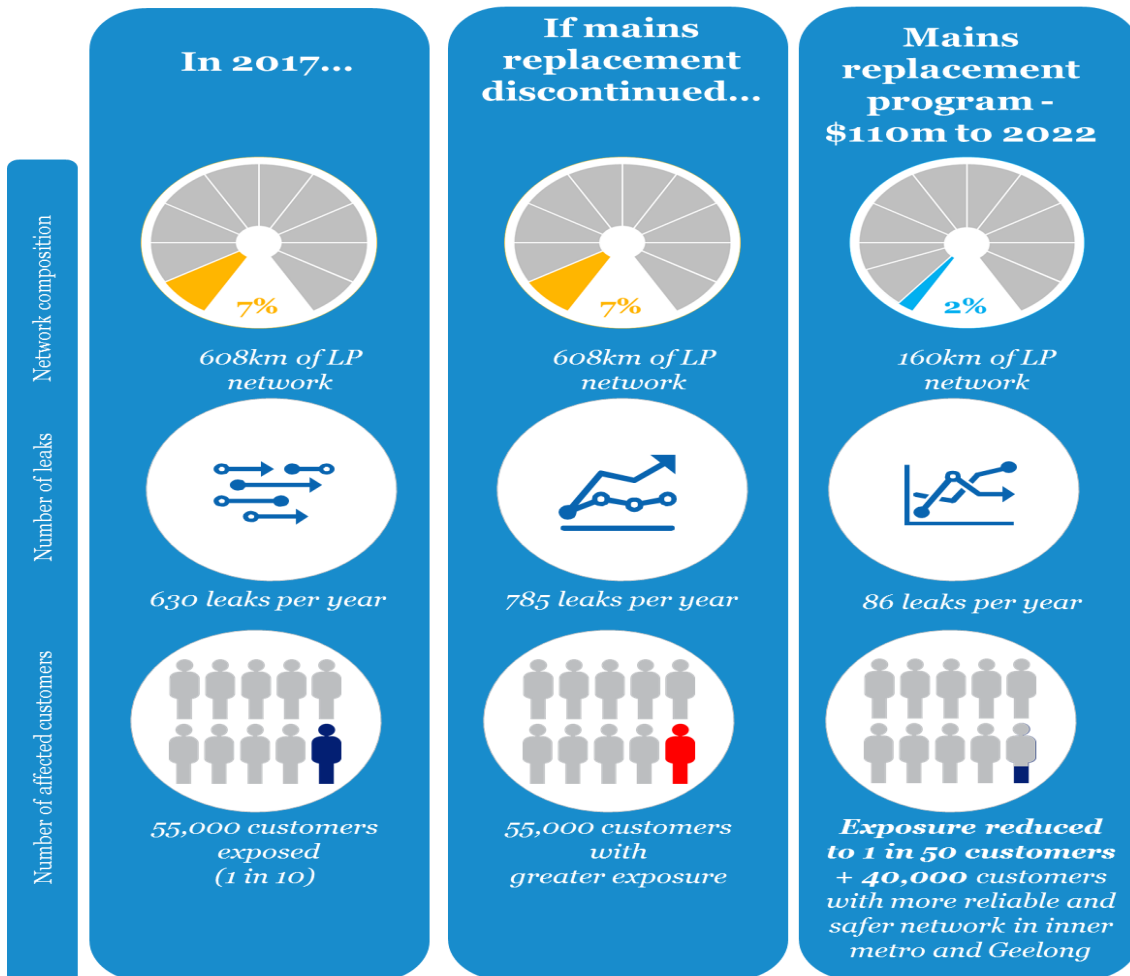 In 2017...
If mains
replacement
discontinued...
Mains
replacement
program -
$110m to 2022
Network composition
7%
608km of LP
network
7%
608km of LP
network
2%
160km of LP
network
Number of leaks
630 leaks per year
785 leaks per year
86 leaks per year
Number of affected customers
55,000 customers
exposed
(1 in 10)
55,000 customers
with
greater exposure
Exposure reduced
to 1 in 50 customers
+ 40,000 customers
with more reliable and
safer network in inner
metro and Geelong